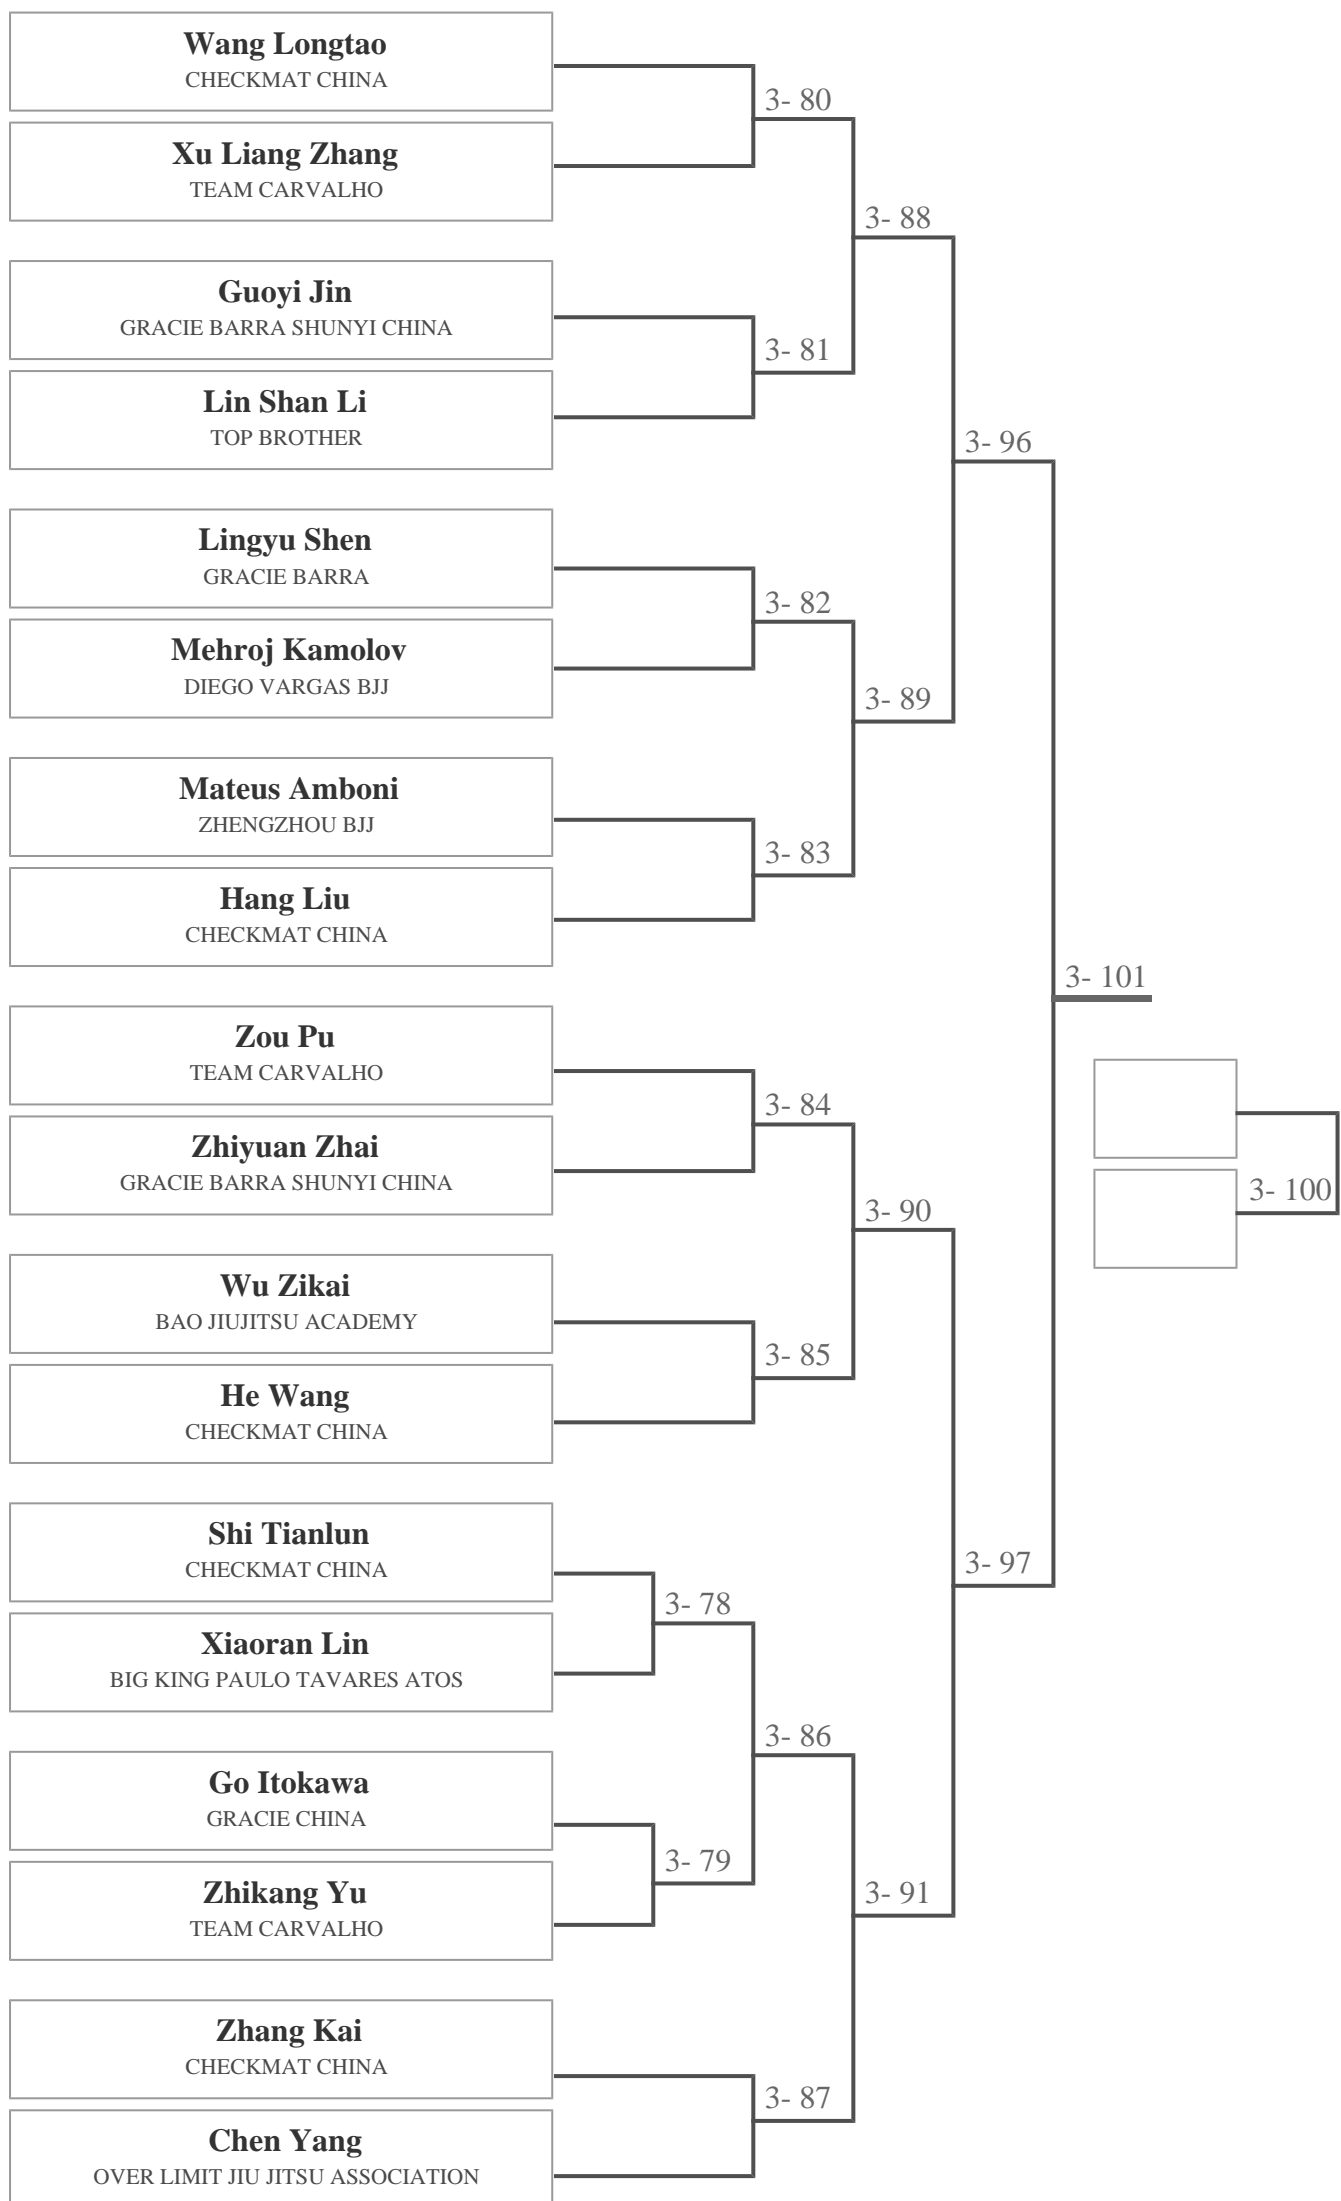 Wang Longtao
CHECKMAT CHINA
3- 80
Xu Liang Zhang
TEAM CARVALHO
3- 88
Guoyi Jin
GRACIE BARRA SHUNYI CHINA
3- 81
Lin Shan Li
TOP BROTHER
3- 96
Lingyu Shen
GRACIE BARRA
3- 82
Mehroj Kamolov
DIEGO VARGAS BJJ
3- 89
Mateus Amboni
ZHENGZHOU BJJ
3- 83
Hang Liu
CHECKMAT CHINA
3- 101
Zou Pu
TEAM CARVALHO
3- 84
Zhiyuan Zhai
GRACIE BARRA SHUNYI CHINA
3- 100
3- 90
Wu Zikai
BAO JIUJITSU ACADEMY
3- 85
He Wang
CHECKMAT CHINA
Shi Tianlun
CHECKMAT CHINA
3- 97
3- 78
Xiaoran Lin
BIG KING PAULO TAVARES ATOS
3- 86
Go Itokawa
GRACIE CHINA
3- 79
Zhikang Yu
TEAM CARVALHO
3- 91
Zhang Kai
CHECKMAT CHINA
3- 87
Chen Yang
OVER LIMIT JIU JITSU ASSOCIATION